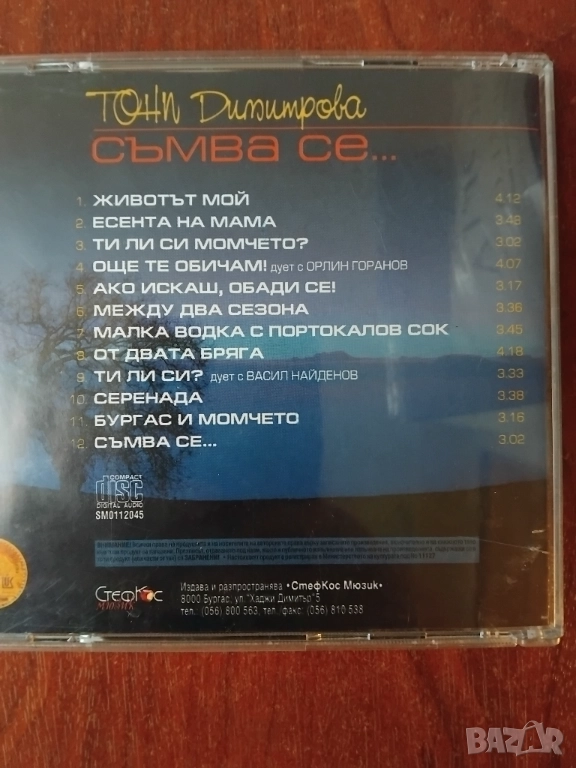 ТОНИ Димитрова
СЪМВА СЕ...
1. ЖИВОТЪТ МОЙ 4.12
2. ЕСЕНТА НА МАМА 3.48
3. ТИ ЛИ СИ МОМЧЕТО? 3.02
4. ОЩЕ ТЕ ОБИЧАМ! дует с ОРЛИН ГОРАНОВ 4.07
5. АКО ИСКАШ, ОБАДИ СЕ! 3.17
6. МЕЖДУ ДВА СЕЗОНА 3.36
7. МАЛКА ВОДКА С ПОРТОКАЛОВ СОК 3.45
8. ОТ ДВАТА БРЯГА 4.18
9. ТИ ЛИ СИ? дует с ВАСИЛ НАЙДЕНОВ 3.33
10. СЕРЕНАДА 3.38
11. БУРГАС И МОМЧЕТО 3.16
12. СЪМВА СЕ... 3.02
COMPACT
disc
DIGITAL AUDIO
SM0112045
СтефКос
МЮЗИК
Издава и разпространява •СтефКос Мюзик•
8000 Бургас; ул. "Хаджи Димитър" 5
тел.: (056) 800 563, тел./факс: (056) 810 538
BAZAR